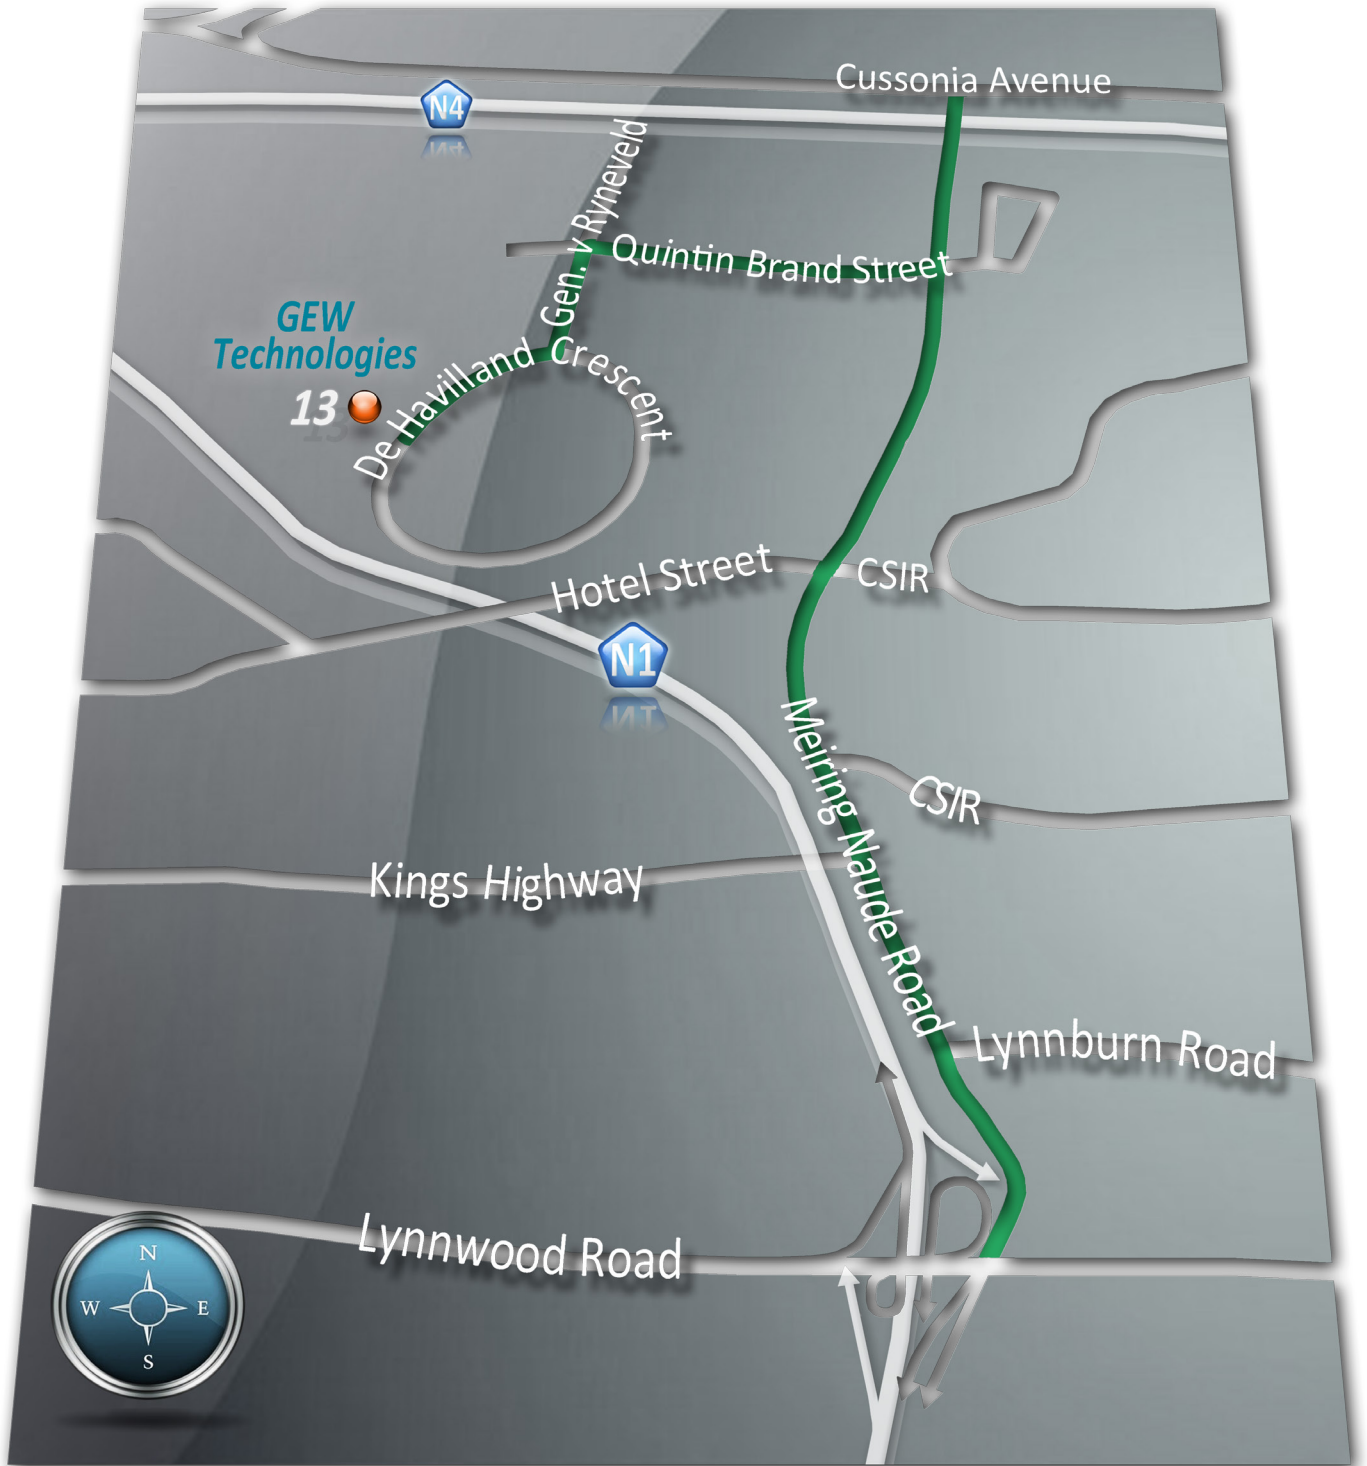 Cussonia Avenue
N4
Gen. v Ryneveld
Quintin Brand Street
GEW
Technologies
13
De Havilland Crescent
Hotel Street
CSIR
N1
Meiring Naude Road
CSIR
Kings Highway
Lynnburn Road
Lynnwood Road
N
W E
S